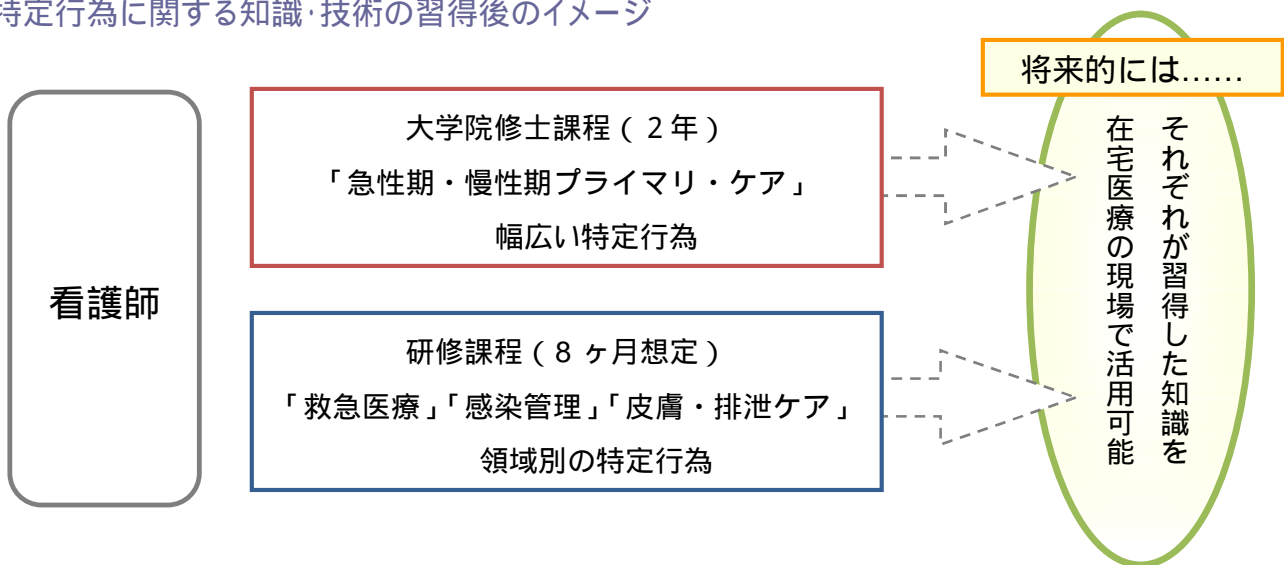 特定行為に関する知識・技術の習得後のイメージ
看護師
大学院修士課程（２年）
「急性期・慢性期プライマリ・ケア」
幅広い特定行為
研修課程（８ヶ月想定）
「救急医療」「感染管理」「皮膚・排泄ケア」
領域別の特定行為
将来的には……
それぞれが習得した知識を
在宅医療の現場で活用可能